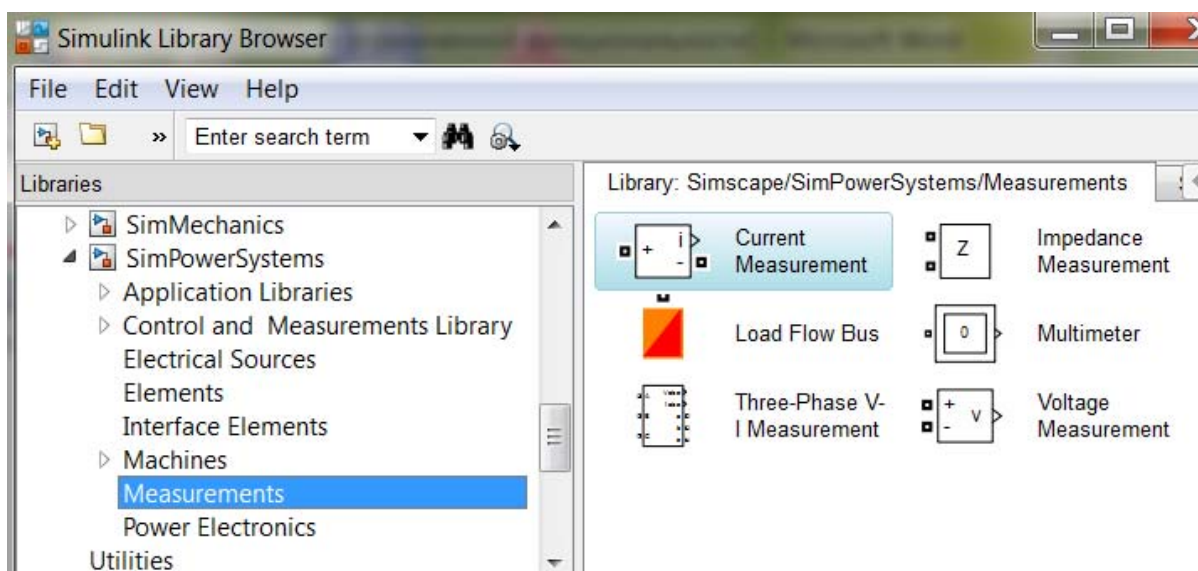 Simulink Library Browser
File Edit View Help
» Enter search term
Libraries
SimMechanics
SimPowerSystems
Application Libraries
Control and Measurements Library
Electrical Sources
Elements
Interface Elements
Machines
Measurements
Power Electronics
Utilities
Library: Simscape/SimPowerSystems/Measurements
+ i -
Current
Measurement
Z
Impedance
Measurement
Load Flow Bus
0
Multimeter
Three-Phase V-
I Measurement
+ v -
Voltage
Measurement